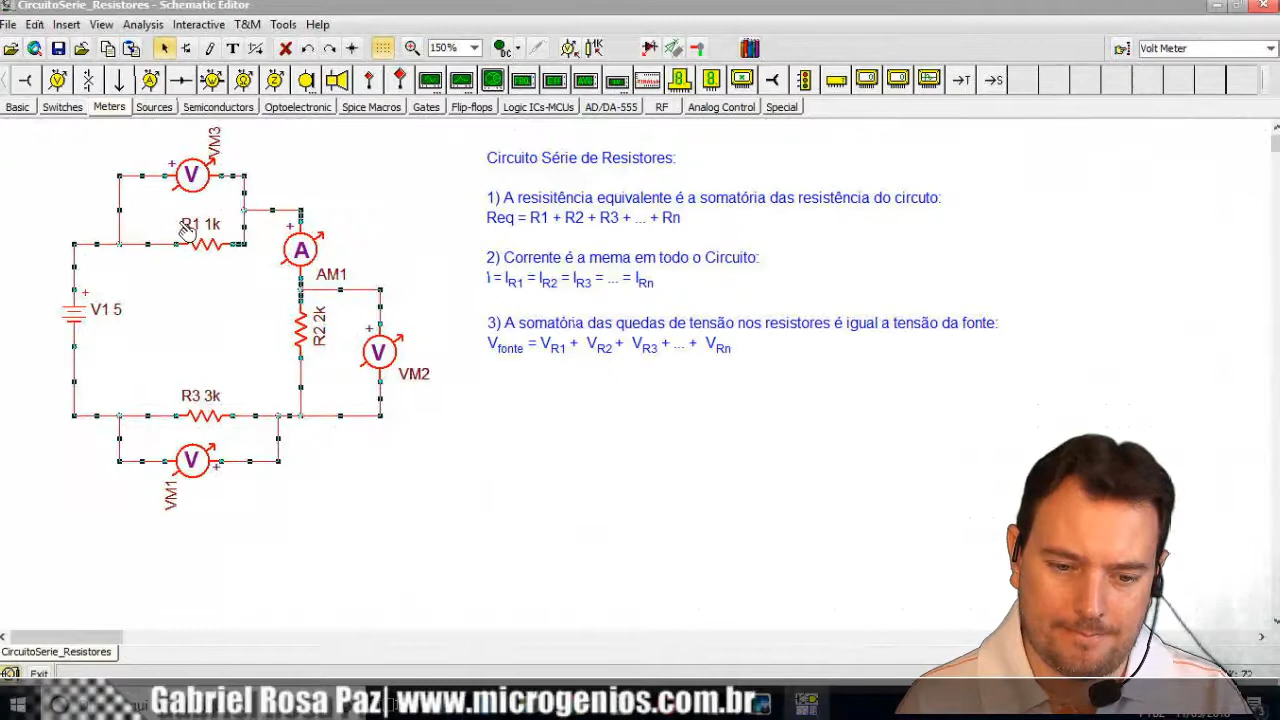 CircuitoSerie_Resistores - Schematic Editor
File Edit Insert View Analysis Interactive T&M Tools Help
150% DC 1K Volt Meter
→T →S
Basic Switches Meters Sources Semiconductors Optoelectronic Spice Macros Gates Flip-flops Logic ICs-MCUs AD/DA-555 RF Analog Control Special
VM3
+ V
R1 1k
+
A
AM1
+
V1 5
R2 2k
+
V
VM2
R3 3k
V
+
VM1
Circuito Série de Resistores:
1) A resisitência equivalente é a somatória das resistência do circuto:
Req = R1 + R2 + R3 + ... + Rn
2) Corrente é a mema em todo o Circuito:
I = IR1 = IR2 = IR3 = ... = IRn
3) A somatória das quedas de tensão nos resistores é igual a tensão da fonte:
Vfonte = VR1 + VR2 + VR3 + ... + VRn
CircuitoSerie_Resistores
Exit
Gabriel Rosa Paz| www.microgenios.com.br